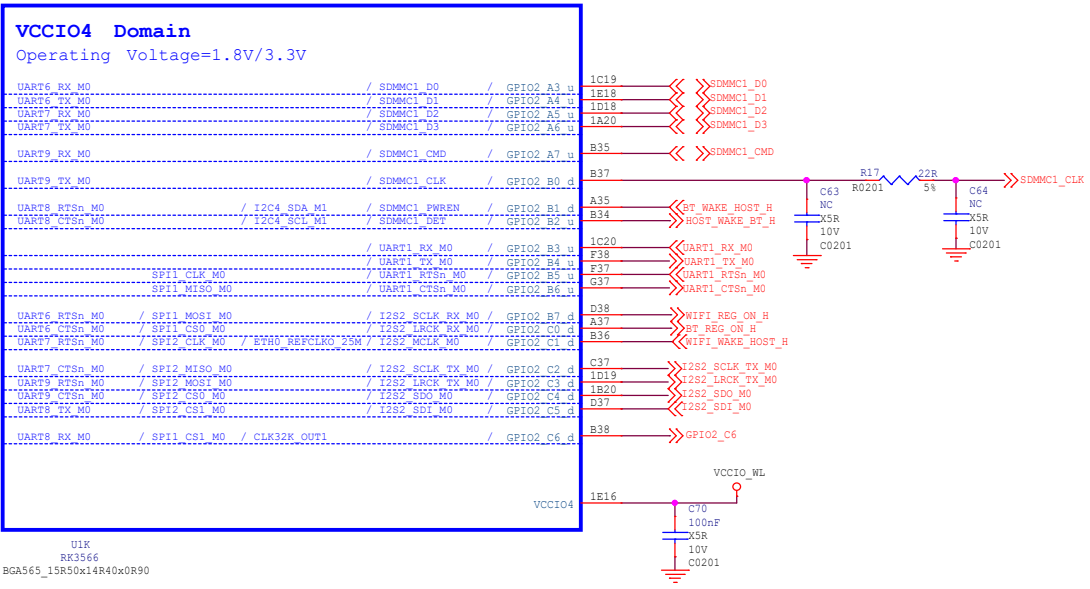 VCCIO4 Domain
Operating Voltage=1.8V/3.3V
UART6_RX_M0 / SDMMC1_D0 / GPIO2_A3_u 1C19 SDMMC1_D0
UART6_TX_M0 / SDMMC1_D1 / GPIO2_A4_u 1E18 SDMMC1_D1
UART7_RX_M0 / SDMMC1_D2 / GPIO2_A5_u 1D18 SDMMC1_D2
UART7_TX_M0 / SDMMC1_D3 / GPIO2_A6_u 1A20 SDMMC1_D3
UART9_RX_M0 / SDMMC1_CMD / GPIO2_A7_u B35 SDMMC1_CMD
UART9_TX_M0 / SDMMC1_CLK / GPIO2_B0_d B37 R17 22R SDMMC1_CLK
R0201 5%
C63
NC
X5R
10V
C0201
C64
NC
X5R
10V
C0201
UART8_RTSn_M0 / I2C4_SDA_M1 / SDMMC1_PWREN / GPIO2_B1_d A35 BT_WAKE_HOST_H
UART8_CTSn_M0 / I2C4_SCL_M1 / SDMMC1_DET / GPIO2_B2_u B34 HOST_WAKE_BT_H
/ UART1_RX_M0 / GPIO2_B3_u 1C20 UART1_RX_M0
/ UART1_TX_M0 / GPIO2_B4_u F38 UART1_TX_M0
SPI1_CLK_M0 / UART1_RTSn_M0 / GPIO2_B5_u F37 UART1_RTSn_M0
SPI1_MISO_M0 / UART1_CTSn_M0 / GPIO2_B6_u G37 UART1_CTSn_M0
UART6_RTSn_M0 / SPI1_MOSI_M0 / I2S2_SCLK_RX_M0 / GPIO2_B7_d D38 WIFI_REG_ON_H
UART6_CTSn_M0 / SPI1_CS0_M0 / I2S2_LRCK_RX_M0 / GPIO2_C0_d A37 BT_REG_ON_H
UART7_RTSn_M0 / SPI2_CLK_M0 / ETH0_REFCLKO_25M / I2S2_MCLK_M0 / GPIO2_C1_d B36 WIFI_WAKE_HOST_H
UART7_CTSn_M0 / SPI2_MISO_M0 / I2S2_SCLK_TX_M0 / GPIO2_C2_d C37 I2S2_SCLK_TX_M0
UART9_RTSn_M0 / SPI2_MOSI_M0 / I2S2_LRCK_TX_M0 / GPIO2_C3_d 1D19 I2S2_LRCK_TX_M0
UART9_CTSn_M0 / SPI2_CS0_M0 / I2S2_SDO_M0 / GPIO2_C4_d 1B20 I2S2_SDO_M0
UART8_TX_M0 / SPI2_CS1_M0 / I2S2_SDI_M0 / GPIO2_C5_d D37 I2S2_SDI_M0
UART8_RX_M0 / SPI1_CS1_M0 / CLK32K_OUT1 / GPIO2_C6_d B38 GPIO2_C6
VCCIO_WL
VCCIO4 1E16
C70
100nF
X5R
10V
C0201
U1K
RK3566
BGA565_15R50x14R40x0R90